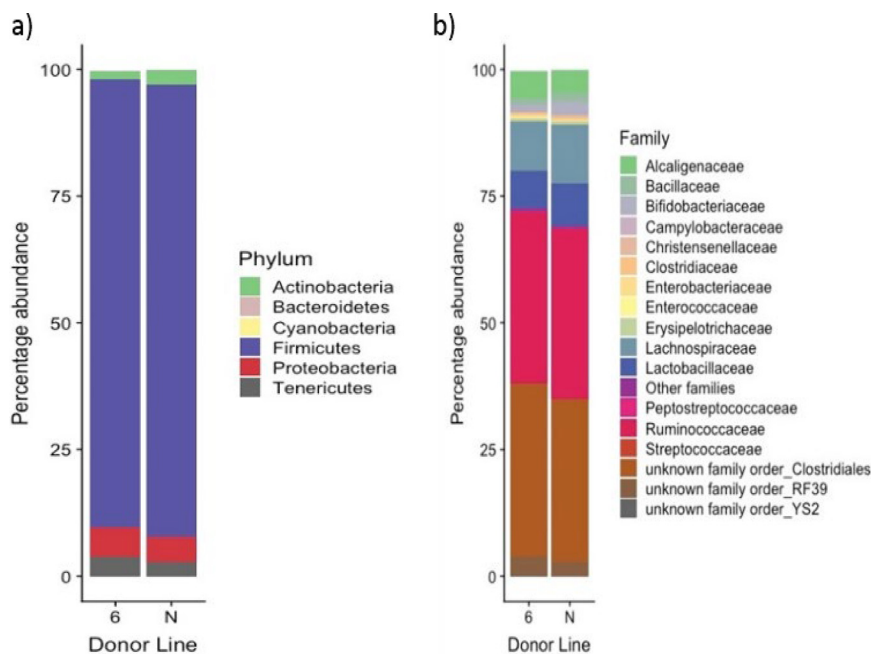 a)
Percentage abundance
100
75
50
25
0
6 N
Donor Line
Phylum
Actinobacteria
Bacteroidetes
Cyanobacteria
Firmicutes
Proteobacteria
Tenericutes
b)
Percentage abundance
100
75
50
25
0
6 N
Donor Line
Family
Alcaligenaceae
Bacillaceae
Bifidobacteriaceae
Campylobacteraceae
Christensenellaceae
Clostridiaceae
Enterobacteriaceae
Enterococcaceae
Erysipelotrichaceae
Lachnospiraceae
Lactobacillaceae
Other families
Peptostreptococcaceae
Ruminococcaceae
Streptococcaceae
unknown family order_Clostridiales
unknown family order_RF39
unknown family order_YS2